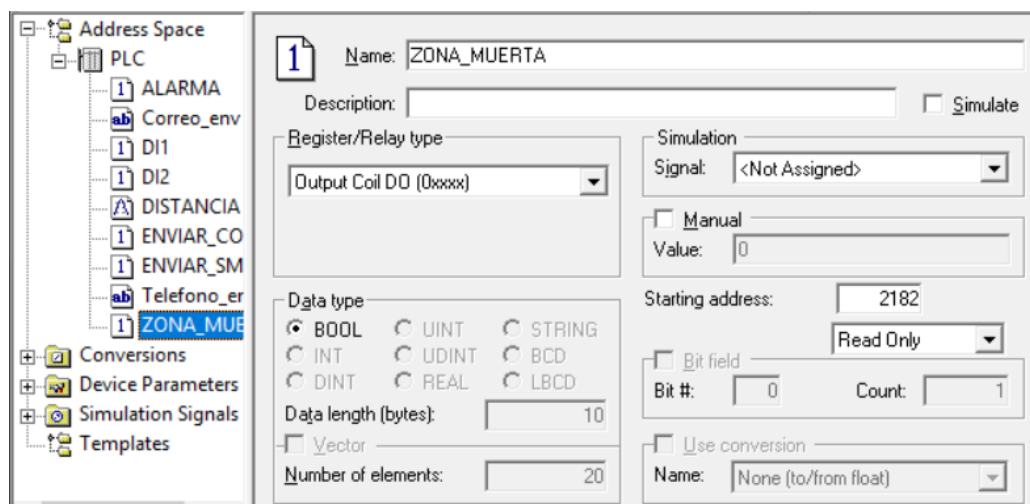 Address Space
PLC
ALARMA
Correo_env
DI1
DI2
DISTANCIA
ENVIAR_CO
ENVIAR_SM
Telefono_er
ZONA_MUE
Conversions
Device Parameters
Simulation Signals
Templates
Name: ZONA_MUERTA
Description:
Simulate
Register/Relay type
Output Coil DO (0xxxx)
Simulation
Signal: <Not Assigned>
Manual
Value: 0
Data type
BOOL UINT STRING
INT UDINT BCD
DINT REAL LBCD
Data length (bytes): 10
Vector
Number of elements: 20
Starting address: 2182
Read Only
Bit field
Bit #: 0 Count: 1
Use conversion
Name: None (to/from float)